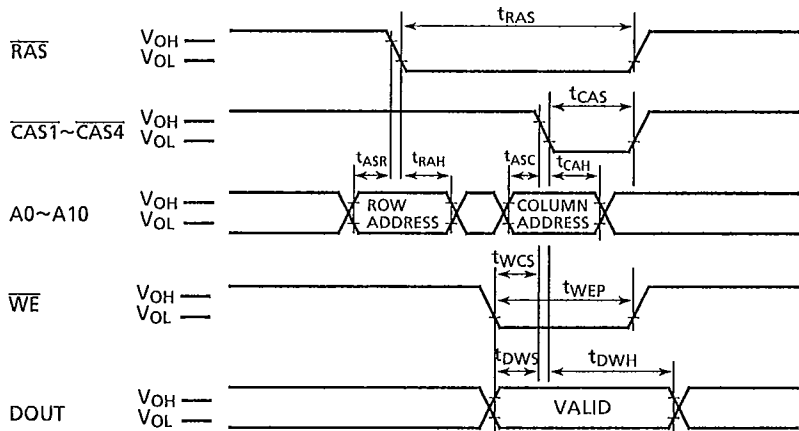 tRAS
RAS VOH
VOL
tCAS
CAS1~CAS4 VOH
VOL
tASR tRAH tASC tCAH
A0~A10 VOH
VOL
ROW ADDRESS
COLUMN ADDRESS
tWCS
tWEP
WE VOH
VOL
tDWS tDWH
DOUT VOH
VOL
VALID